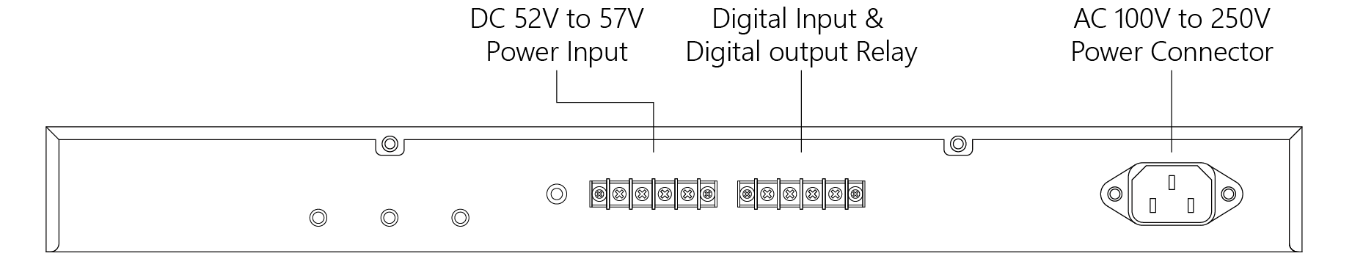 DC 52V to 57V
Power Input
Digital Input &
Digital output Relay
AC 100V to 250V
Power Connector